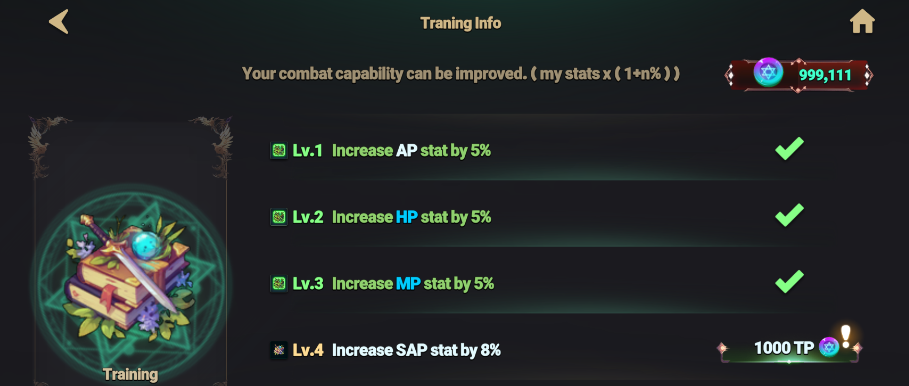 Traning Info
Your combat capability can be improved. ( my stats x ( 1+n% ) )
999,111
Lv.1 Increase AP stat by 5%
Lv.2 Increase HP stat by 5%
Lv.3 Increase MP stat by 5%
Lv.4 Increase SAP stat by 8%
1000 TP !
Training